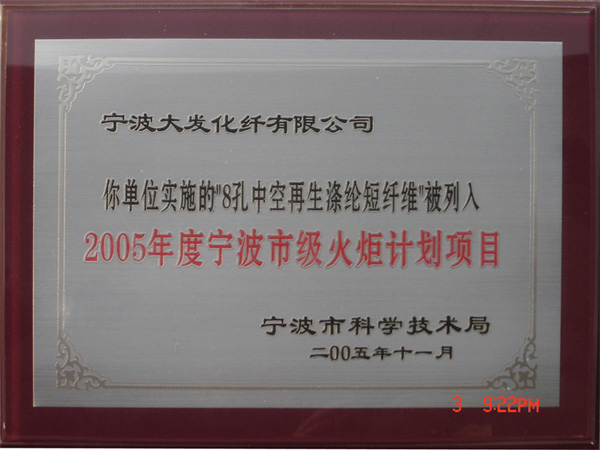 宁波大发化纤有限公司
你单位实施的"8孔中空再生涤纶短纤维"被列入
2005年度宁波市级火炬计划项目
宁波市科学技术局
二00五年十一月
3 9:22PM